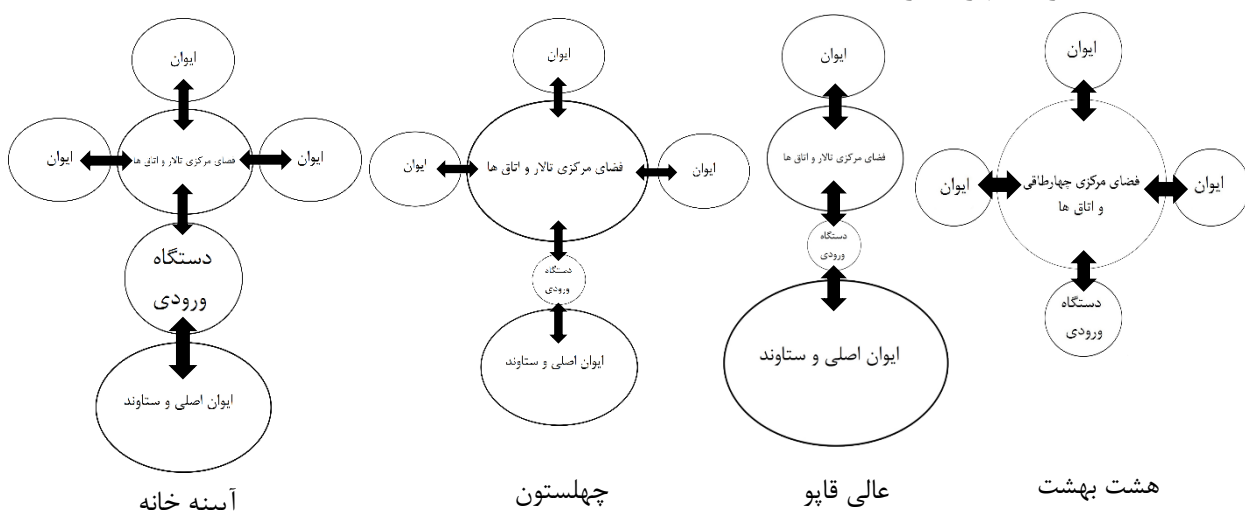 ایوان
ایوان
فضای مرکزی چهارطاقی
و اتاق ها
ایوان
دستگاه
ورودی
هشت بهشت
ایوان
فضای مرکزی تالار و اتاق ها
دستگاه
ورودی
ایوان اصلی و ستاوند
عالی قاپو
ایوان
ایوان
فضای مرکزی تالار و اتاق ها
ایوان
دستگاه
ورودی
ایوان اصلی و ستاوند
چهلستون
ایوان
ایوان
فضای مرکزی تالار و اتاق ها
ایوان
دستگاه
ورودی
ایوان اصلی و ستاوند
آیینه خانه